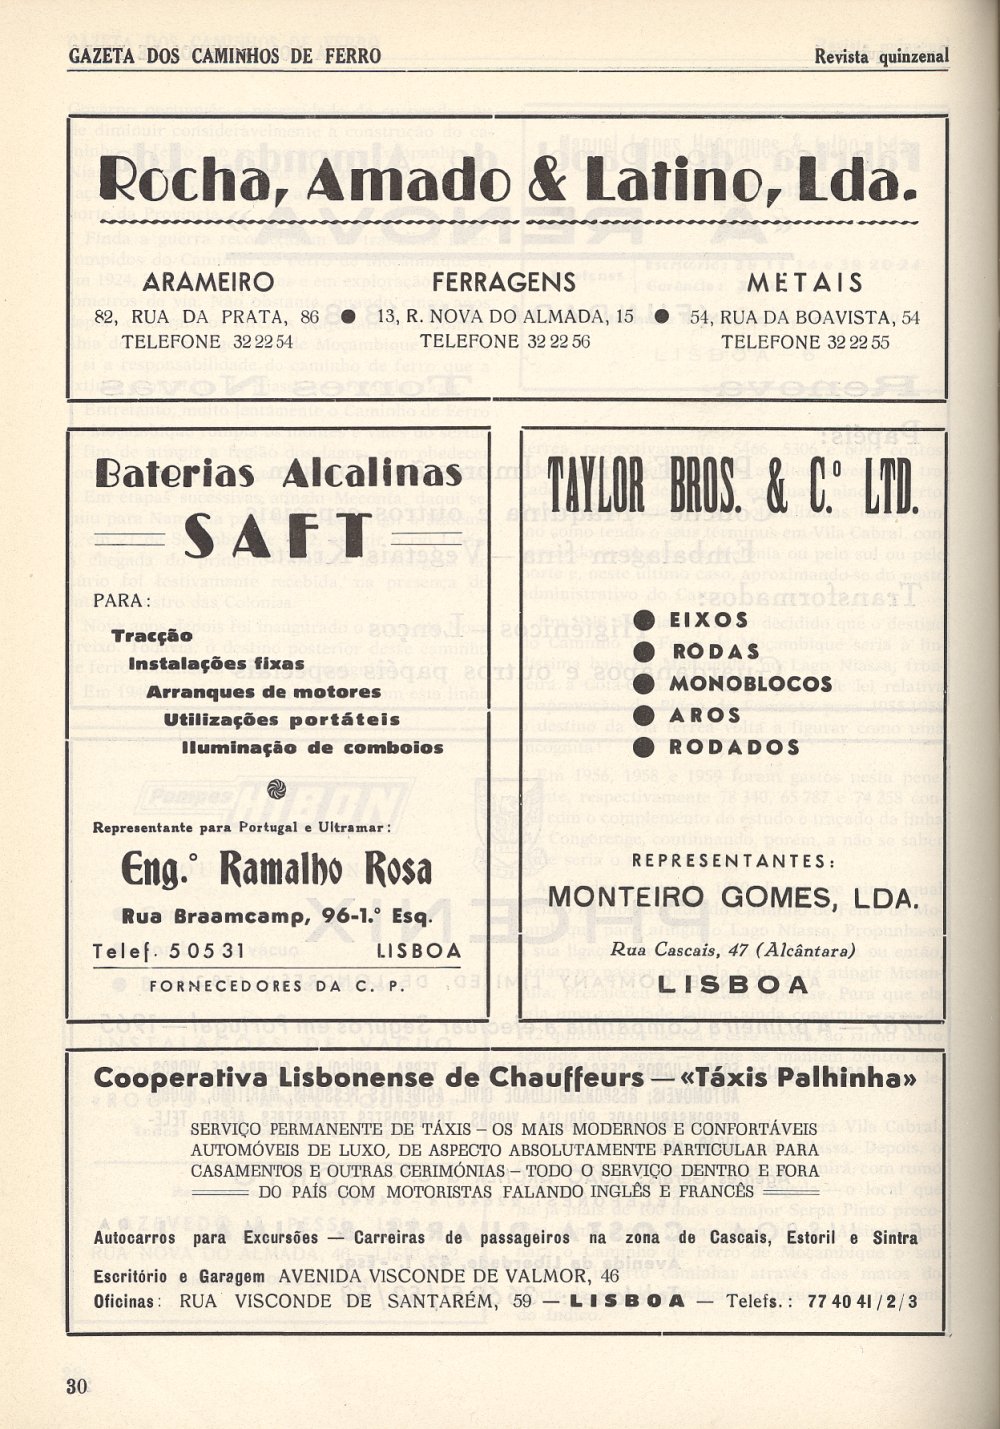 GAZETA DOS CAMINHOS DE FERRO
Revista quinzenal
Rocha, Amado & Latino, Lda.
ARAMEIRO
82, RUA DA PRATA, 86
TELEFONE 32 22 54
●
FERRAGENS
13, R. NOVA DO ALMADA, 15
TELEFONE 32 22 56
●
METAIS
54, RUA DA BOAVISTA, 54
TELEFONE 32 22 55
Baterias Alcalinas
SAFT
PARA:
Tracção
Instalações fixas
Arranques de motores
Utilizações portáteis
Iluminação de comboios
Representante para Portugal e Ultramar:
Eng.º Ramalho Rosa
Rua Braamcamp, 96-1.º Esq.
Telef. 5 05 31 LISBOA
FORNECEDORES DA C. P.
TAYLOR BROS. & C.º LTD.
● EIXOS
● RODAS
● MONOBLOCOS
● AROS
● RODADOS
REPRESENTANTES:
MONTEIRO GOMES, LDA.
Rua Cascais, 47 (Alcântara)
LISBOA
Cooperativa Lisbonense de Chauffeurs — «Táxis Palhinha»
SERVIÇO PERMANENTE DE TÁXIS – OS MAIS MODERNOS E CONFORTÁVEIS
AUTOMÓVEIS DE LUXO, DE ASPECTO ABSOLUTAMENTE PARTICULAR PARA
CASAMENTOS E OUTRAS CERIMÓNIAS – TODO O SERVIÇO DENTRO E FORA
DO PAÍS COM MOTORISTAS FALANDO INGLÊS E FRANCÊS
Autocarros para Excursões — Carreiras de passageiros na zona de Cascais, Estoril e Sintra
Escritório e Garagem AVENIDA VISCONDE DE VALMOR, 46
Oficinas: RUA VISCONDE DE SANTARÉM, 59 — LISBOA — Telefs.: 77 40 41/2/3
30